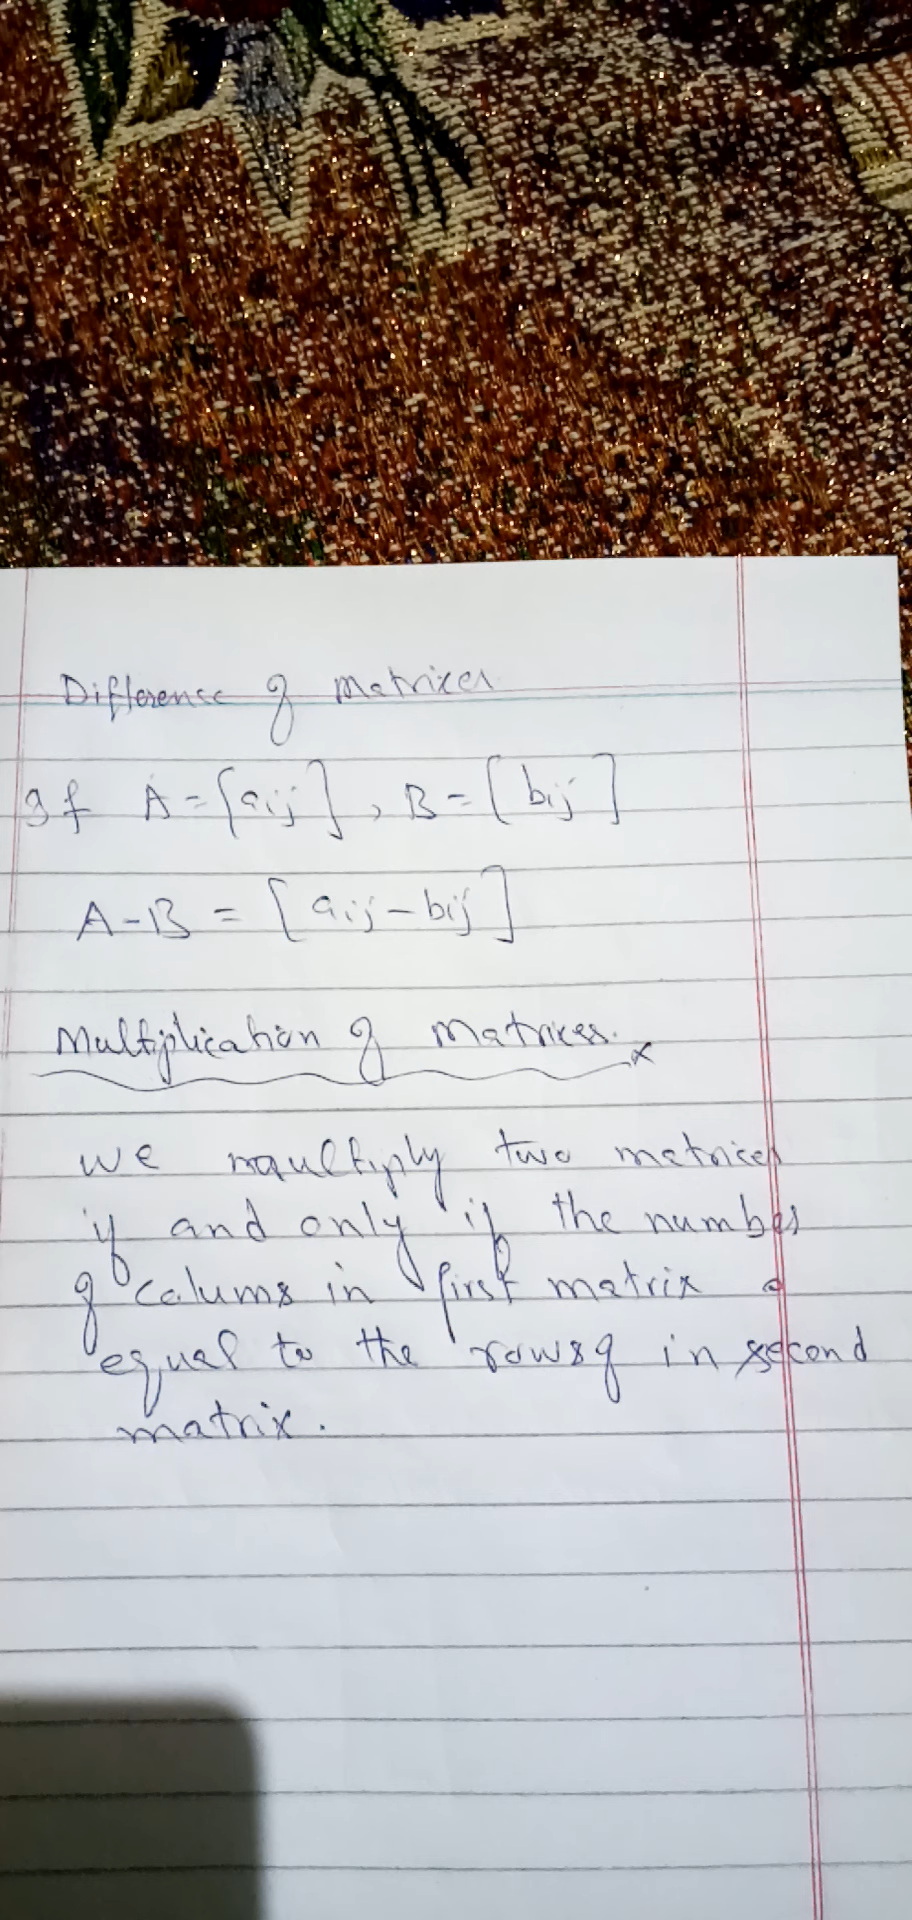 Difference of matrices
If A = [aij], B = [bij]
A-B = [aij-bij]
Multiplication of Matrices.
we multiply two metrices
if and only if the number
of colums in first matrix
equal to the rows of in second
matrix.